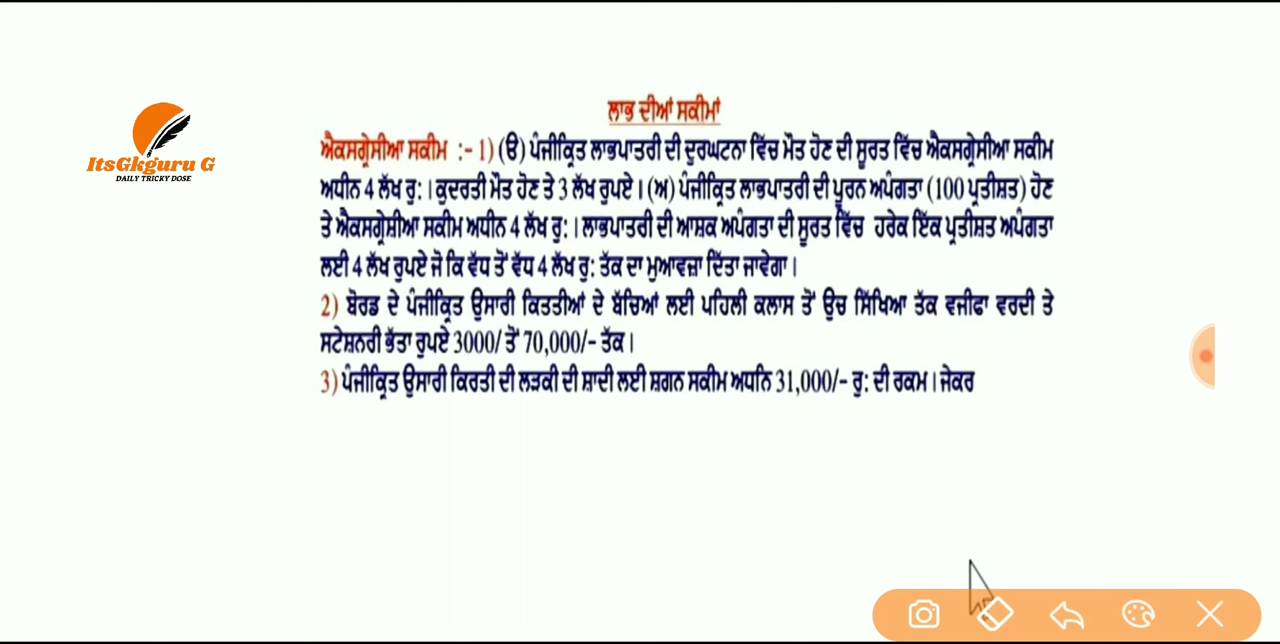 ItsGkguru G
DAILY TRICKY DOSE
ਲਾਭ ਦੀਆਂ ਸਕੀਮਾਂ
ਐਕਸਗ੍ਰੇਸੀਆ ਸਕੀਮ :- 1) (ੳ) ਪੰਜੀਕ੍ਰਿਤ ਲਾਭਪਾਤਰੀ ਦੀ ਦੁਰਘਟਨਾ ਵਿੱਚ ਮੌਤ ਹੋਣ ਦੀ ਸੂਰਤ ਵਿੱਚ ਐਕਸਗ੍ਰੇਸੀਆ ਸਕੀਮ
ਅਧੀਨ 4 ਲੱਖ ਰੁ: । ਕੁਦਰਤੀ ਮੌਤ ਹੋਣ ਤੇ 3 ਲੱਖ ਰੁਪਏ । (ਅ) ਪੰਜੀਕ੍ਰਿਤ ਲਾਭਪਾਤਰੀ ਦੀ ਪੂਰਨ ਅਪੰਗਤਾ (100 ਪ੍ਰਤੀਸ਼ਤ) ਹੋਣ
ਤੇ ਐਕਸਗ੍ਰੇਸ਼ੀਆ ਸਕੀਮ ਅਧੀਨ 4 ਲੱਖ ਰੁ: । ਲਾਭਪਾਤਰੀ ਦੀ ਆਸ਼ਕ ਅਪੰਗਤਾ ਦੀ ਸੂਰਤ ਵਿੱਚ ਹਰੇਕ ਇੱਕ ਪ੍ਰਤੀਸ਼ਤ ਅਪੰਗਤਾ
ਲਈ 4 ਲੱਖ ਰੁਪਏ ਜੋ ਕਿ ਵੱਧ ਤੋਂ ਵੱਧ 4 ਲੱਖ ਰੁ: ਤੱਕ ਦਾ ਮੁਆਵਜ਼ਾ ਦਿੱਤਾ ਜਾਵੇਗਾ ।
2) ਬੋਰਡ ਦੇ ਪੰਜੀਕ੍ਰਿਤ ਉਸਾਰੀ ਕਿਤਤੀਆਂ ਦੇ ਬੱਚਿਆਂ ਲਈ ਪਹਿਲੀ ਕਲਾਸ ਤੋਂ ਉਚ ਸਿੱਖਿਆ ਤੱਕ ਵਜੀਫਾ ਵਰਦੀ ਤੇ
ਸਟੇਸ਼ਨਰੀ ਭੱਤਾ ਰੁਪਏ 3000/ ਤੋਂ 70,000/- ਤੱਕ ।
3) ਪੰਜੀਕ੍ਰਿਤ ਉਸਾਰੀ ਕਿਰਤੀ ਦੀ ਲੜਕੀ ਦੀ ਸ਼ਾਦੀ ਲਈ ਸ਼ਗਨ ਸਕੀਮ ਅਧਨਿ 31,000/- ਰੁ: ਦੀ ਰਕਮ । ਜੇਕਰ